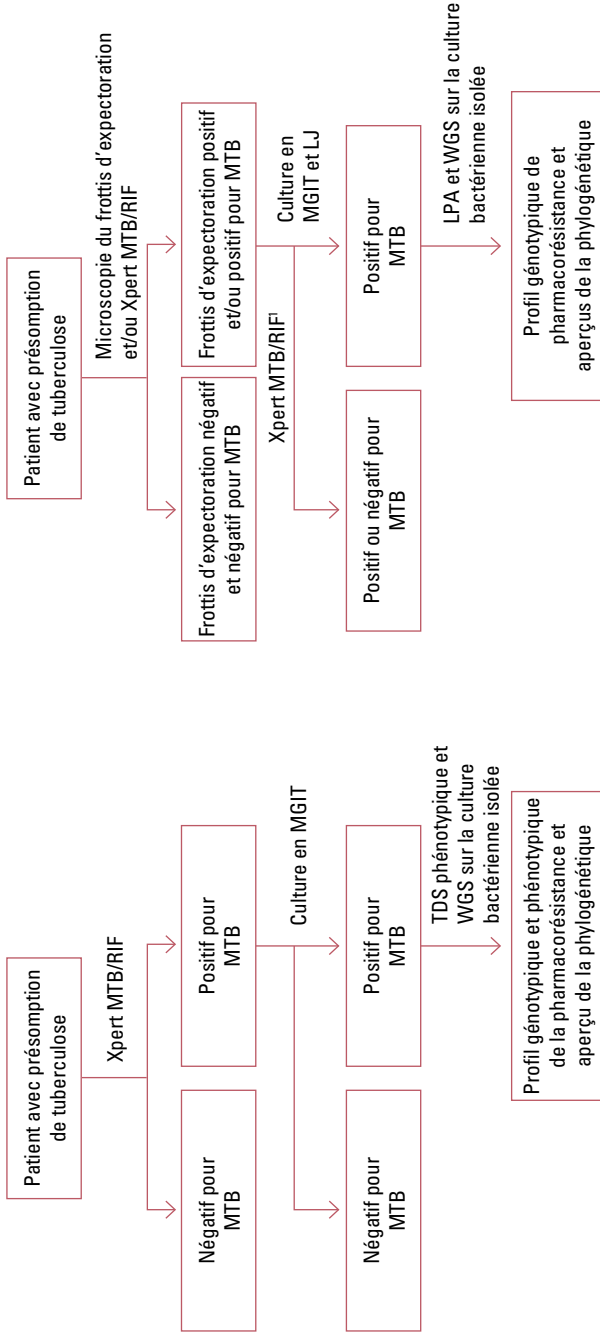 Patient avec présomption
de tuberculose
Xpert MTB/RIF
Négatif pour
MTB
Positif pour
MTB
Culture en MGIT
Négatif pour
MTB
Positif pour
MTB
TDS phénotypique et
WGS sur la culture
bactérienne isolée
Profil génotypique et phénotypique
de la pharmacorésistance et
aperçu de la phylogénétique
Patient avec présomption
de tuberculose
Microscopie du frottis d'expectoration
et/ou Xpert MTB/RIF
Frottis d'expectoration négatif
et négatif pour MTB
Frottis d'expectoration positif
et/ou positif pour MTB
Xpert MTB/RIF¹
Culture en
MGIT et LJ
Positif ou négatif pour
MTB
Positif pour
MTB
LPA et WGS sur la culture
bactérienne isolée
Profil génotypique de
pharmacorésistance et
aperçus de la phylogénétique